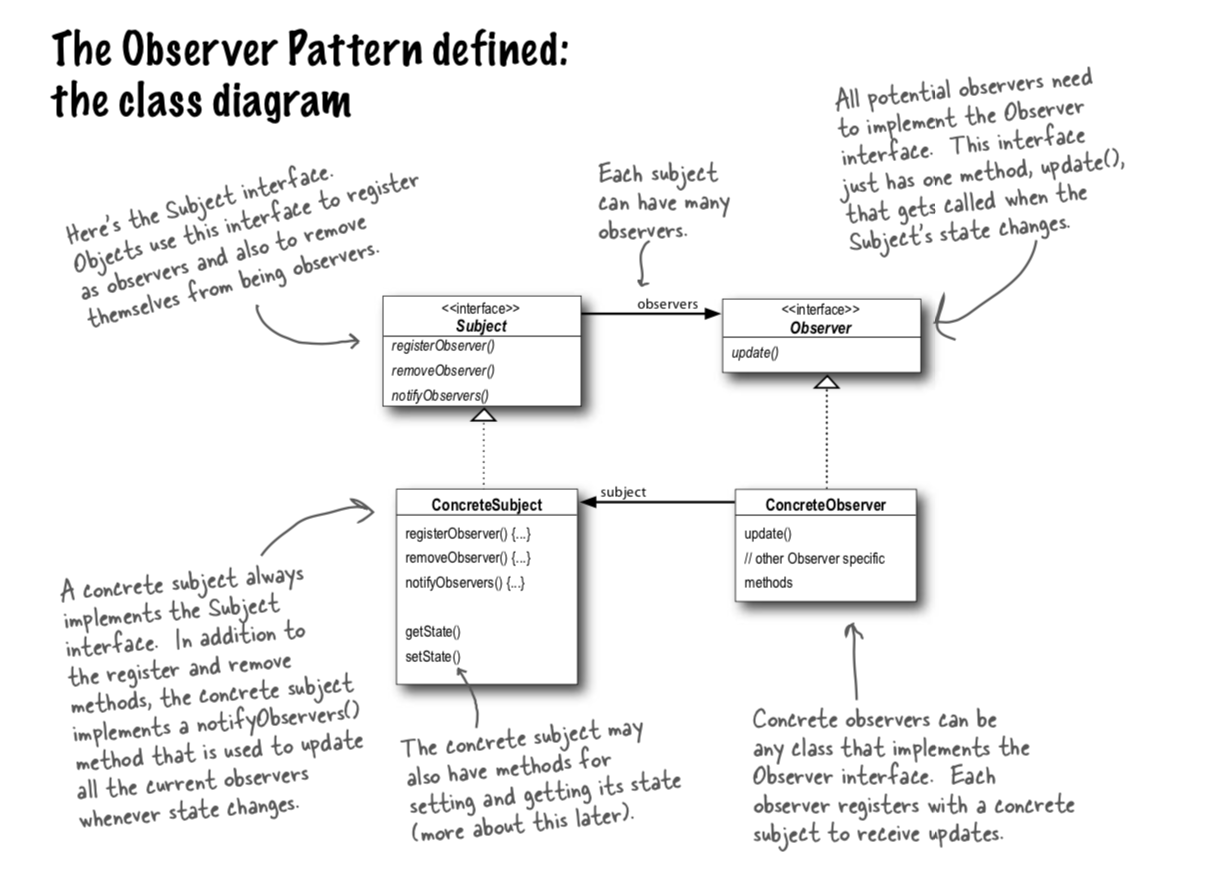 The Observer Pattern defined:
the class diagram
All potential observers need
to implement the Observer
interface. This interface
just has one method, update(),
that gets called when the
Subject's state changes.
Each subject
can have many
observers.
Here's the Subject interface.
Objects use this interface to register
as observers and also to remove
themselves from being observers.
<<interface>>
Subject
registerObserver()
removeObserver()
notifyObservers()
observers
<<interface>>
Observer
update()
ConcreteSubject
registerObserver() {...}
removeObserver() {...}
notifyObservers() {...}
getState()
setState()
subject
ConcreteObserver
update()
// other Observer specific
methods
A concrete subject always
implements the Subject
interface. In addition to
the register and remove
methods, the concrete subject
implements a notifyObservers()
method that is used to update
all the current observers
whenever state changes.
The concrete subject may
also have methods for
setting and getting its state
(more about this later).
Concrete observers can be
any class that implements the
Observer interface. Each
observer registers with a concrete
subject to receive updates.